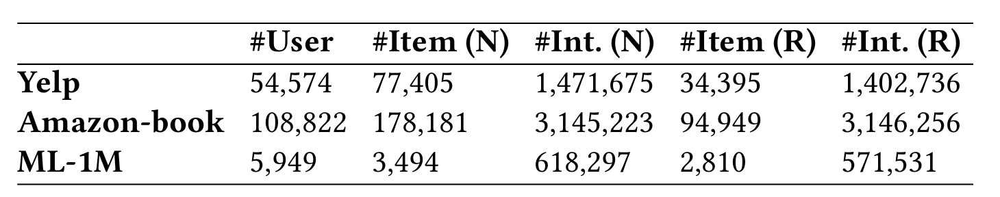 #User #Item (N) #Int. (N) #Item (R) #Int. (R)
Yelp 54,574 77,405 1,471,675 34,395 1,402,736
Amazon-book 108,822 178,181 3,145,223 94,949 3,146,256
ML-1M 5,949 3,494 618,297 2,810 571,531